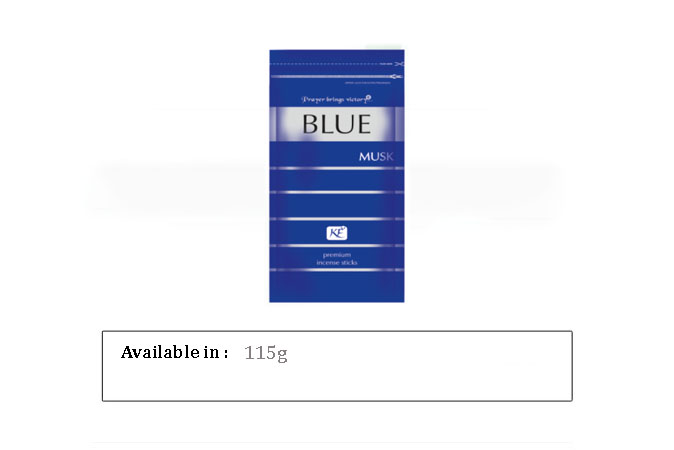 Prayer brings victory
BLUE
MUSK
KE
premium
incense sticks
Available in : 115g